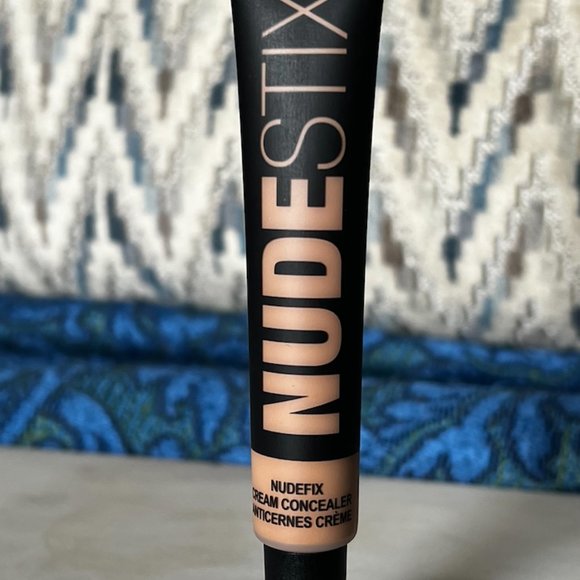 NUDESTIX
NUDEFIX
CREAM CONCEALER
ANTICERNES CRÈME